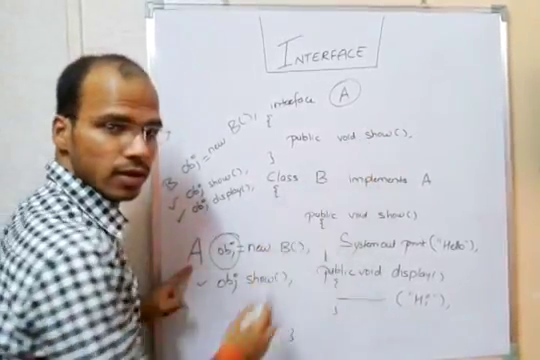 INTERFACE
interface A
{
public void show();
}
Class B implements A
{
public void show()
{ System.out.print("Hello");
}
public void display()
{
("Hi");
}
}
B obj = new B();
✓ obj.show();
✓ obj.display();
A obj = new B();
✓ obj.show();